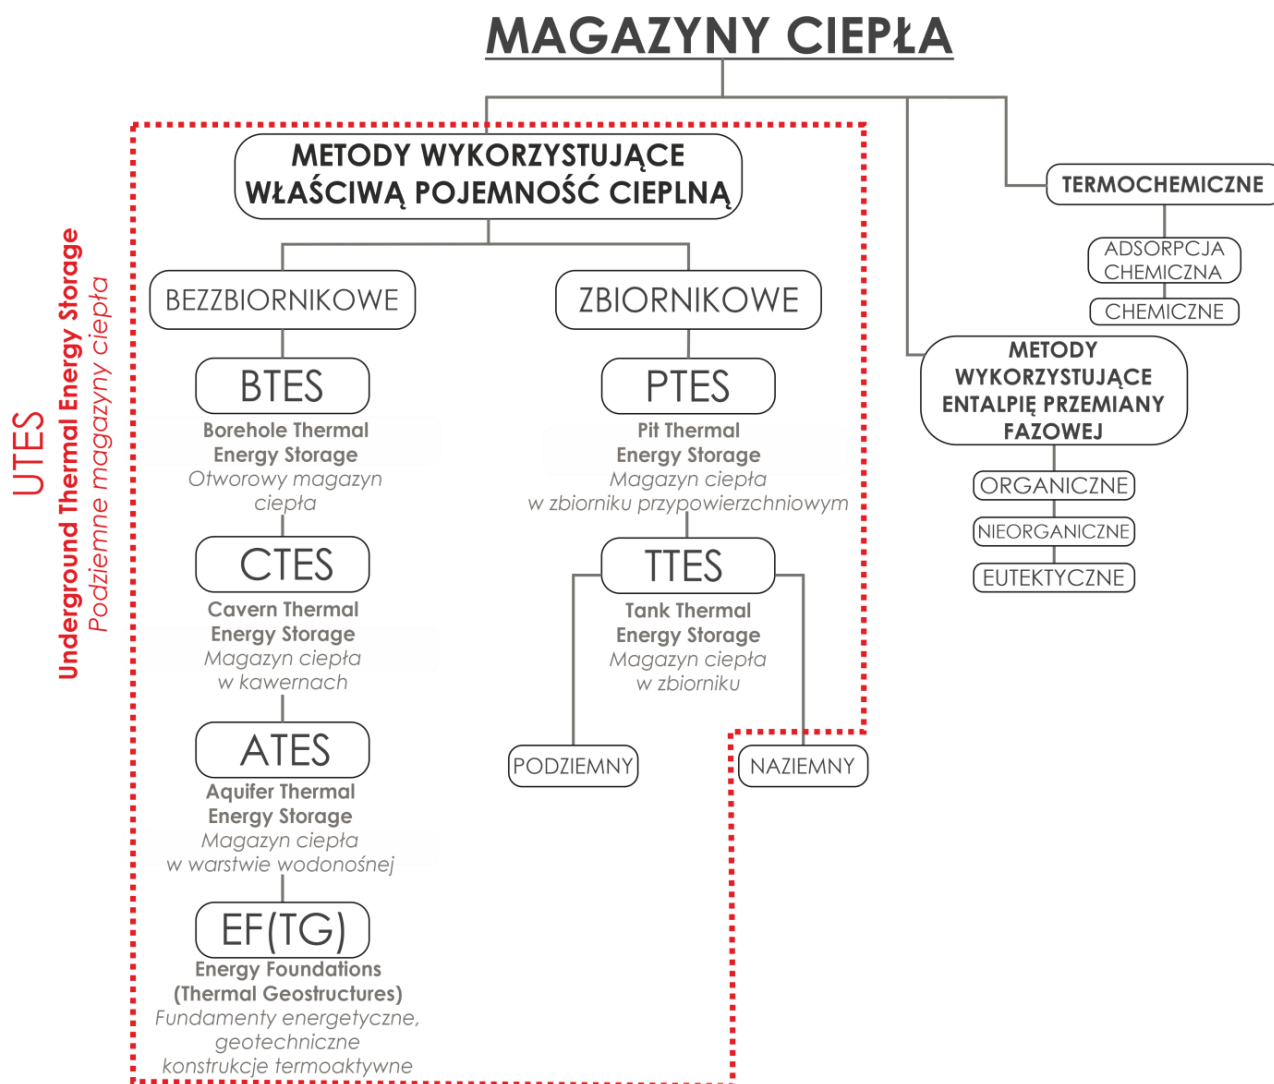 MAGAZYNY CIEPŁA
UTES
Underground Thermal Energy Storage
Podziemne magazyny ciepła
METODY WYKORZYSTUJĄCE
WŁAŚCIWĄ POJEMNOŚĆ CIEPLNĄ
BEZZBIORNIKOWE
BTES
Borehole Thermal
Energy Storage
Otworowy magazyn
ciepła
CTES
Cavern Thermal
Energy Storage
Magazyn ciepła
w kawernach
ATES
Aquifer Thermal
Energy Storage
Magazyn ciepła
w warstwie wodonośnej
EF(TG)
Energy Foundations
(Thermal Geostructures)
Fundamenty energetyczne,
geotechniczne
konstrukcje termoaktywne
ZBIORNIKOWE
PTES
Pit Thermal
Energy Storage
Magazyn ciepła
w zbiorniku przypowierzchniowym
TTES
Tank Thermal
Energy Storage
Magazyn ciepła
w zbiorniku
PODZIEMNY
NAZIEMNY
METODY
WYKORZYSTUJĄCE
ENTALPIĘ PRZEMIANY
FAZOWEJ
ORGANICZNE
NIEORGANICZNE
EUTEKTYCZNE
TERMOCHEMICZNE
ADSORPCJA
CHEMICZNA
CHEMICZNE